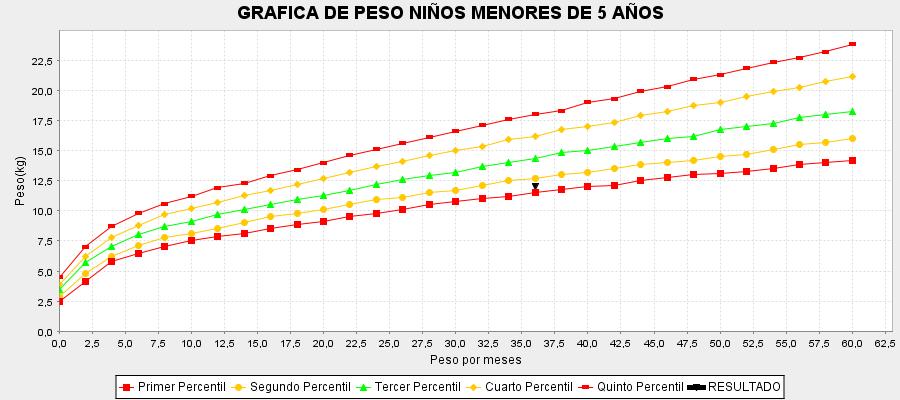 GRAFICA DE PESO NIÑOS MENORES DE 5 AÑOS
Peso(kg)
22,5
20,0
17,5
15,0
12,5
10,0
7,5
5,0
2,5
0,0
0,0 2,5 5,0 7,5 10,0 12,5 15,0 17,5 20,0 22,5 25,0 27,5 30,0 32,5 35,0 37,5 40,0 42,5 45,0 47,5 50,0 52,5 55,0 57,5 60,0 62,5
Peso por meses
Primer Percentil Segundo Percentil Tercer Percentil Cuarto Percentil Quinto Percentil RESULTADO